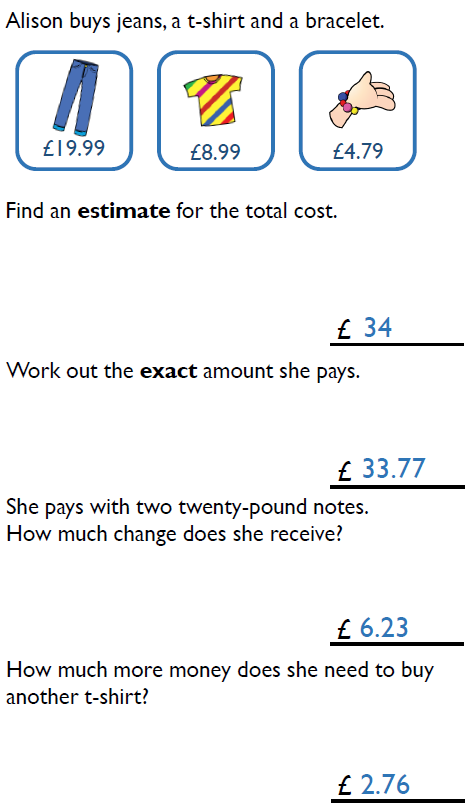 Alison buys jeans, a t-shirt and a bracelet.
£19.99 £8.99 £4.79
Find an estimate for the total cost.
£ 34
Work out the exact amount she pays.
£ 33.77
She pays with two twenty-pound notes.
How much change does she receive?
£ 6.23
How much more money does she need to buy
another t-shirt?
£ 2.76